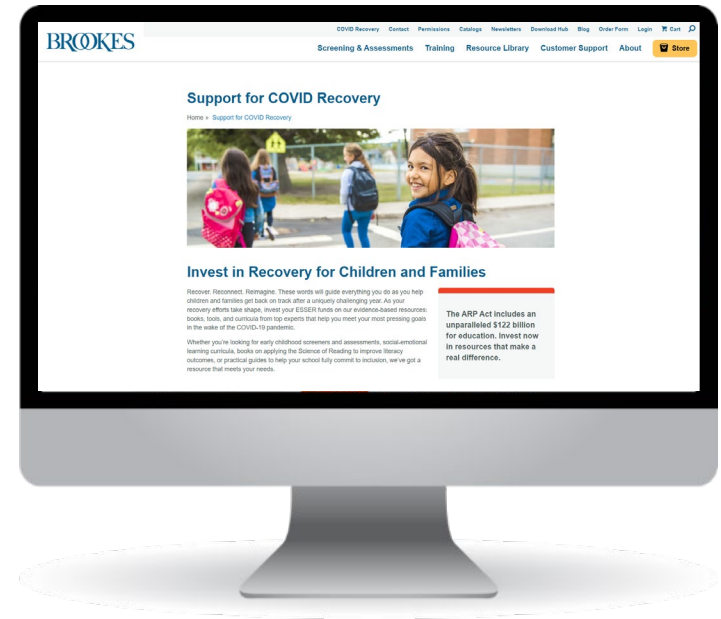 COVID Recovery Contact Permissions Catalogs Newsletters Download Hub Blog Order Form Login Cart
BROOKES
Screening & Assessments Training Resource Library Customer Support About Store
Support for COVID Recovery
Home » Support for COVID Recovery
Invest in Recovery for Children and Families
Recover. Reconnect. Reimagine. These words will guide everything you do as you help
children and families get back on track after a uniquely challenging year. As your
recovery efforts take shape, invest your ESSER funds on our evidence-based resources:
books, tools, and curricula from top experts that help you meet your most pressing goals
in the wake of the COVID-19 pandemic.
Whether you're looking for early childhood screeners and assessments, social-emotional
learning curricula, books on applying the Science of Reading to improve literacy
outcomes, or practical guides to help your school fully commit to inclusion, we've got a
resource that meets your needs.
The ARP Act includes an
unparalleled $122 billion
for education. Invest now
in resources that make a
real difference.